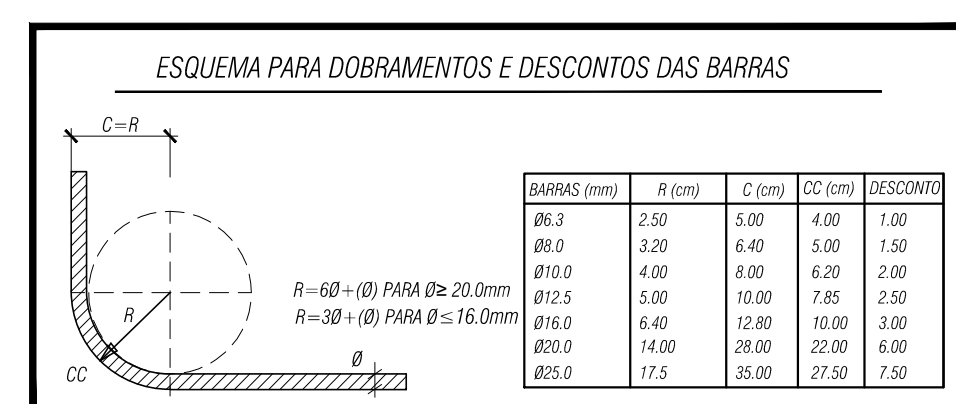 ESQUEMA PARA DOBRAMENTOS E DESCONTOS DAS BARRAS
C=R
R
CC
Ø
R=6Ø+(Ø) PARA Ø≥ 20.0mm
R=3Ø+(Ø) PARA Ø≤16.0mm
BARRAS (mm) R (cm) C (cm) CC (cm) DESCONTO
Ø6.3 2.50 5.00 4.00 1.00
Ø8.0 3.20 6.40 5.00 1.50
Ø10.0 4.00 8.00 6.20 2.00
Ø12.5 5.00 10.00 7.85 2.50
Ø16.0 6.40 12.80 10.00 3.00
Ø20.0 14.00 28.00 22.00 6.00
Ø25.0 17.5 35.00 27.50 7.50